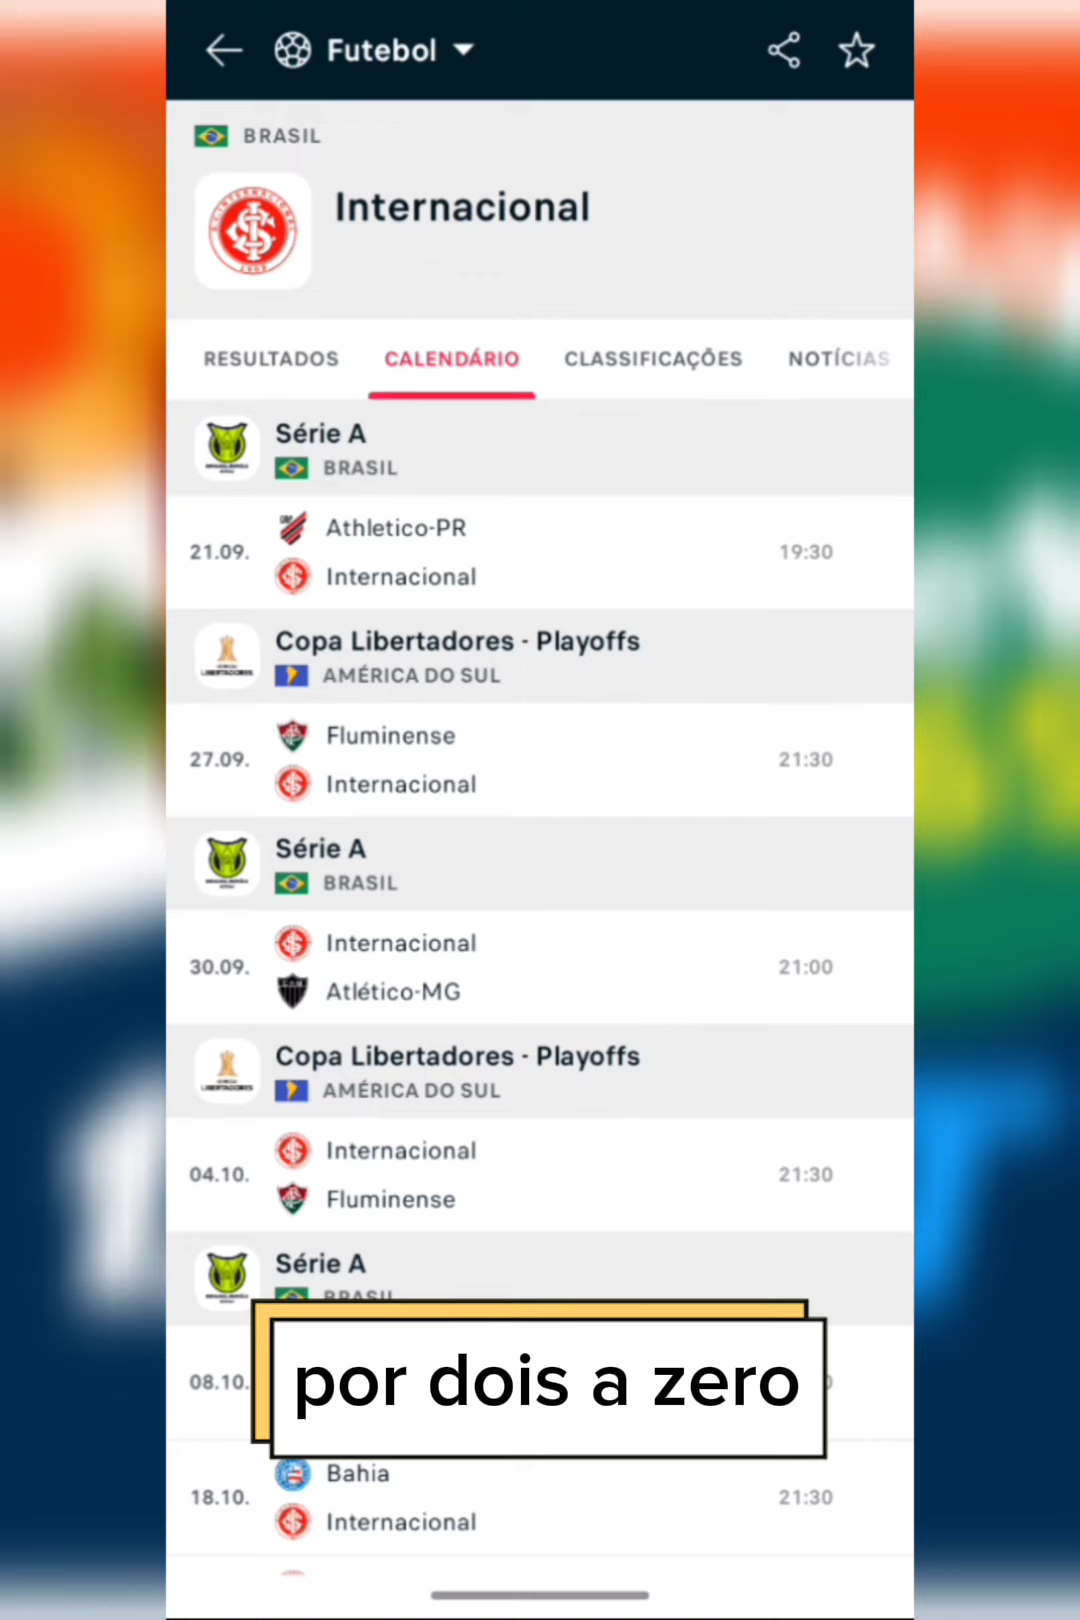 Futebol
BRASIL
Internacional
RESULTADOS CALENDÁRIO CLASSIFICAÇÕES NOTÍCIAS
Série A
BRASIL
21.09.
Athletico-PR
Internacional
19:30
Copa Libertadores - Playoffs
AMÉRICA DO SUL
27.09.
Fluminense
Internacional
21:30
Série A
BRASIL
30.09.
Internacional
Atlético-MG
21:00
Copa Libertadores - Playoffs
AMÉRICA DO SUL
04.10.
Internacional
Fluminense
21:30
Série A
BRASIL
08.10.
por dois a zero
18.10.
Bahia
Internacional
21:30